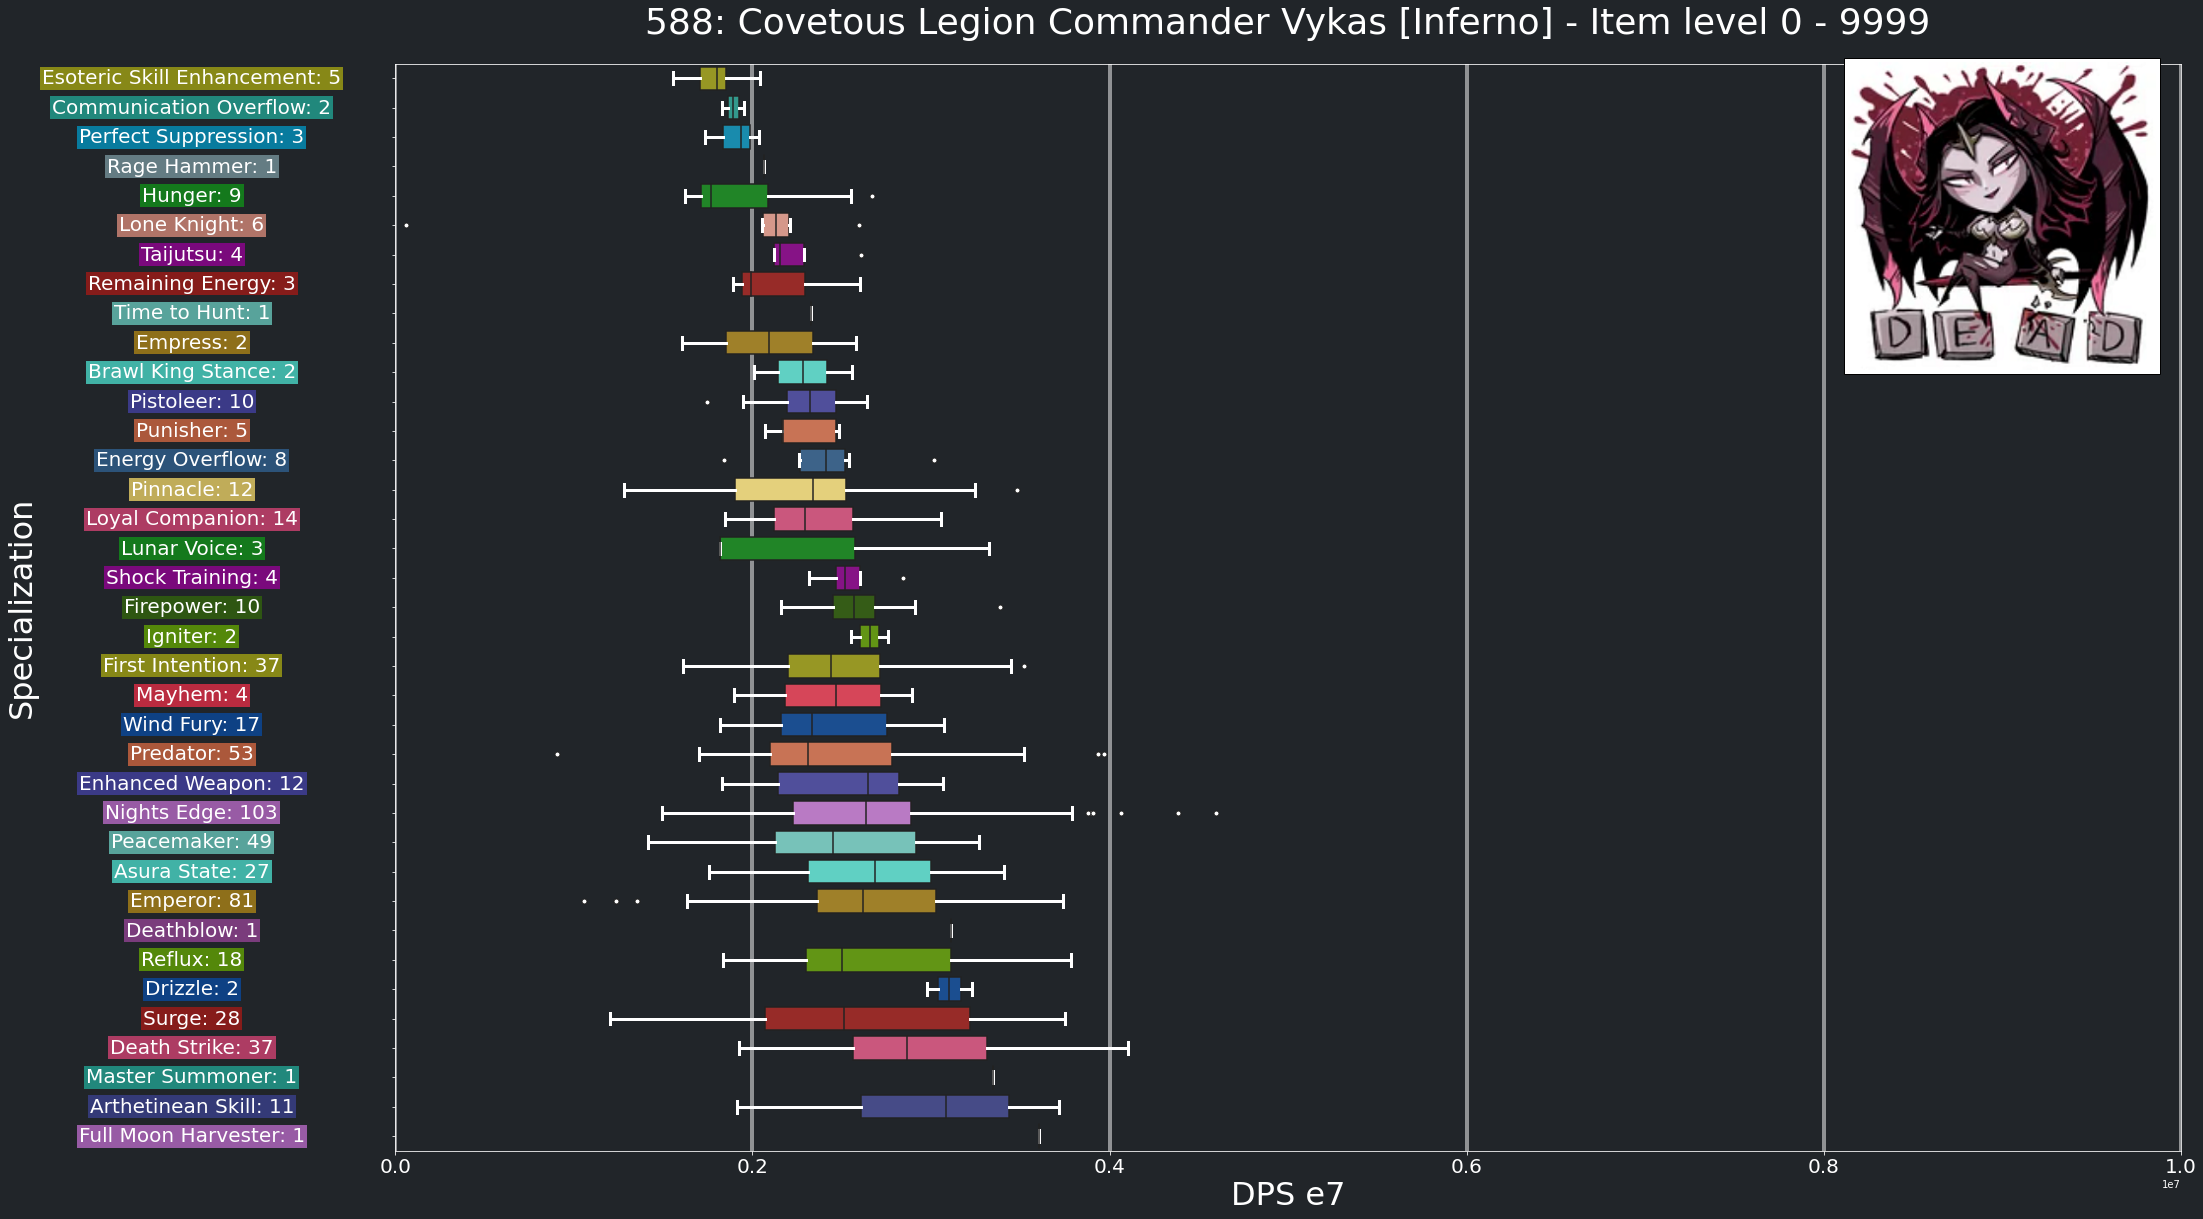 588: Covetous Legion Commander Vykas [Inferno] - Item level 0 - 9999
Esoteric Skill Enhancement: 5
Communication Overflow: 2
Perfect Suppression: 3
Rage Hammer: 1
Hunger: 9
Lone Knight: 6
Taijutsu: 4
Remaining Energy: 3
Time to Hunt: 1
Empress: 2
Brawl King Stance: 2
Pistoleer: 10
Punisher: 5
Energy Overflow: 8
Pinnacle: 12
Loyal Companion: 14
Lunar Voice: 3
Shock Training: 4
Firepower: 10
Igniter: 2
First Intention: 37
Mayhem: 4
Wind Fury: 17
Predator: 53
Enhanced Weapon: 12
Nights Edge: 103
Peacemaker: 49
Asura State: 27
Emperor: 81
Deathblow: 1
Reflux: 18
Drizzle: 2
Surge: 28
Death Strike: 37
Master Summoner: 1
Arthetinean Skill: 11
Full Moon Harvester: 1
Specialization
DEAD
0.0 0.2 0.4 0.6 0.8 1.0
1e7
DPS e7